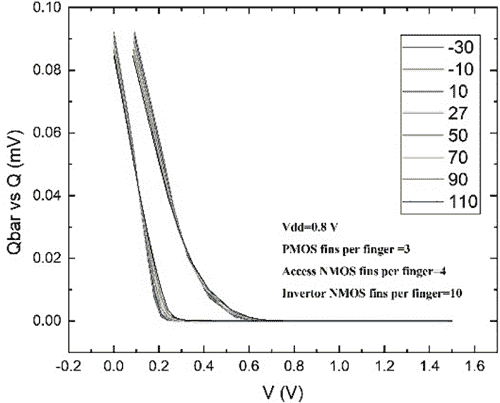 0.10
0.08
0.06
0.04
0.02
0.00
Qbar vs Q (mV)
-30
-10
10
27
50
70
90
110
Vdd=0.8 V
PMOS fins per finger =3
Access NMOS fins per finger=4
Invertor NMOS fins per finger=10
-0.2 0.0 0.2 0.4 0.6 0.8 1.0 1.2 1.4 1.6
V (V)